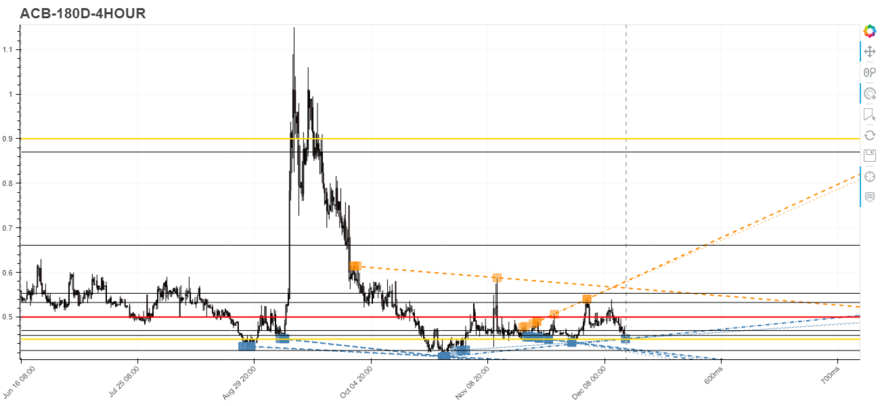 ACB-180D-4HOUR
1.1
1
0.9
0.8
0.7
0.6
0.5
Jun 16 08:00
Jul 25 08:00
Aug 29 20:00
Oct 04 20:00
Nov 08 20:00
Dec 08 00:00
600ms
700ms